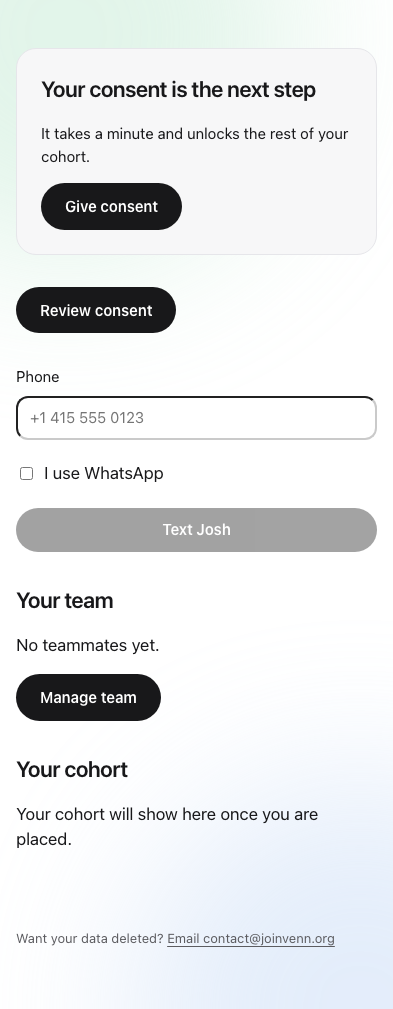 Your consent is the next step
It takes a minute and unlocks the rest of your
cohort.
Give consent
Review consent
Phone
+1 415 555 0123
I use WhatsApp
Text Josh
Your team
No teammates yet.
Manage team
Your cohort
Your cohort will show here once you are
placed.
Want your data deleted? Email contact@joinvenn.org